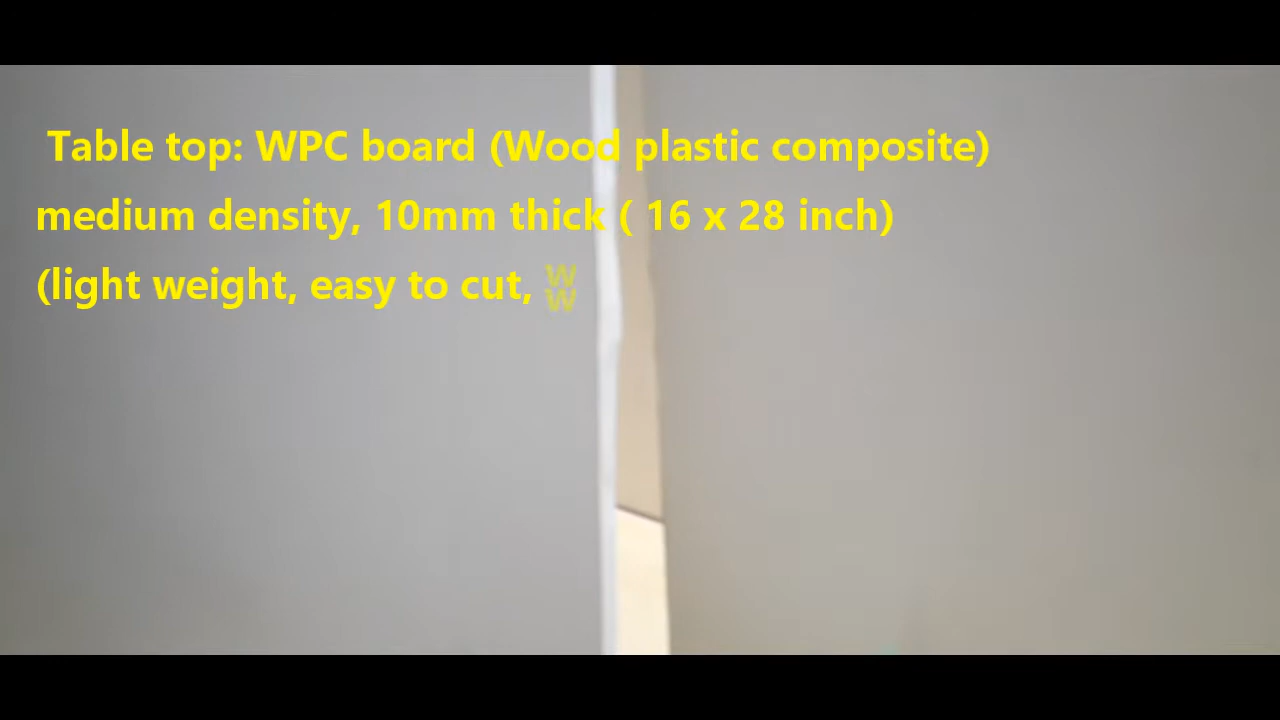 Table top: WPC board (Wood plastic composite)
medium density, 10mm thick ( 16 x 28 inch)
(light weight, easy to cut,